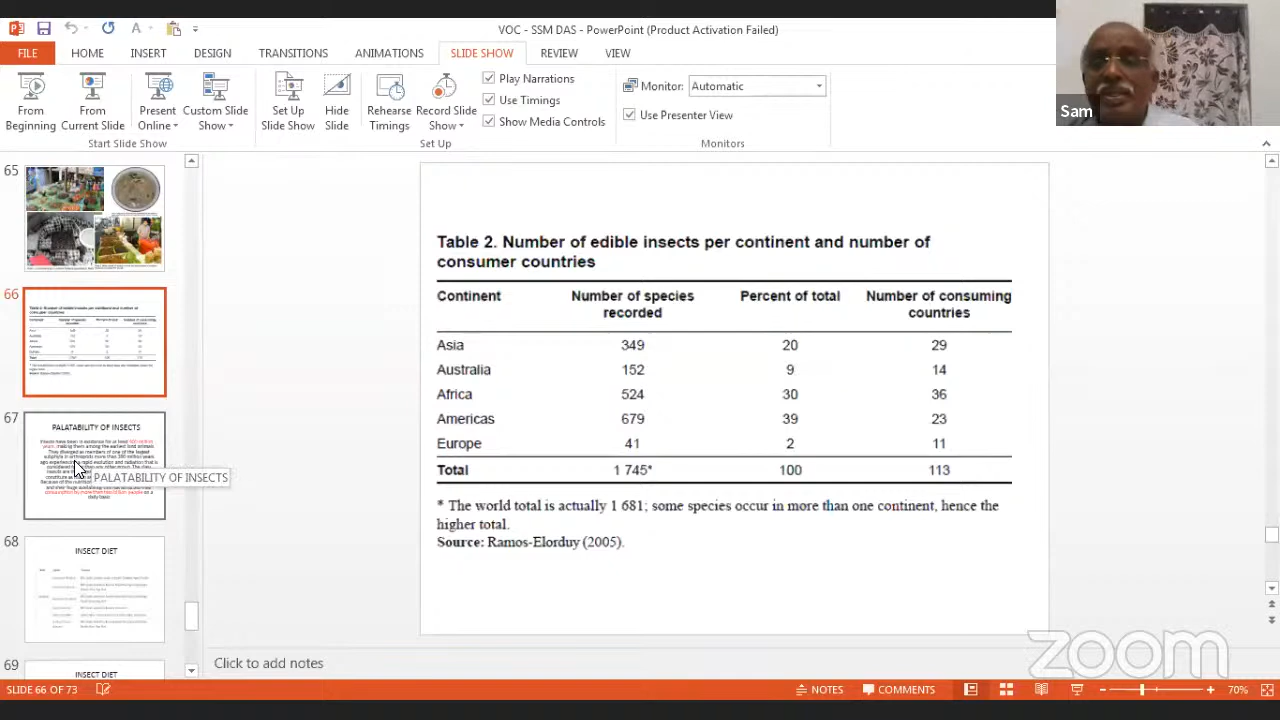 VOC - SSM DAS - PowerPoint (Product Activation Failed)
FILE HOME INSERT DESIGN TRANSITIONS ANIMATIONS SLIDE SHOW REVIEW VIEW
From Beginning
From Current Slide
Present Online
Custom Slide Show
Start Slide Show
Set Up Slide Show
Hide Slide
Rehearse Timings
Record Slide Show
Play Narrations
Use Timings
Show Media Controls
Set Up
Monitor: Automatic
Use Presenter View
Monitors
Sam
65
66
67
PALATABILITY OF INSECTS
PALATABILITY OF INSECTS
68
INSECT DIET
69
INSECT DIET
Table 2. Number of edible insects per continent and number of
consumer countries
Continent Number of species recorded Percent of total Number of consuming countries
Asia 349 20 29
Australia 152 9 14
Africa 524 30 36
Americas 679 39 23
Europe 41 2 11
Total 1 745* 100 113
* The world total is actually 1 681; some species occur in more than one continent, hence the
higher total.
Source: Ramos-Elorduy (2005).
Click to add notes
zoom
SLIDE 66 OF 73 NOTES COMMENTS 70%